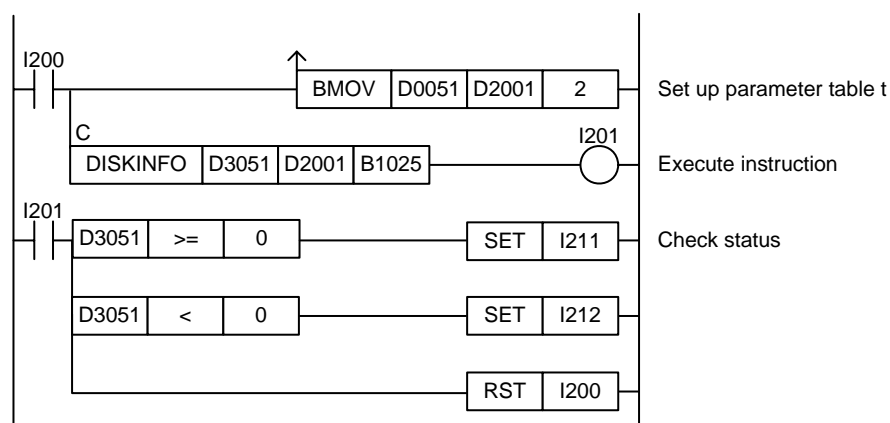 I200
BMOV D0051 D2001 2 Set up parameter table t
C
I201
DISKINFO D3051 D2001 B1025 Execute instruction
I201
D3051 >= 0 SET I211 Check status
D3051 < 0 SET I212
RST I200